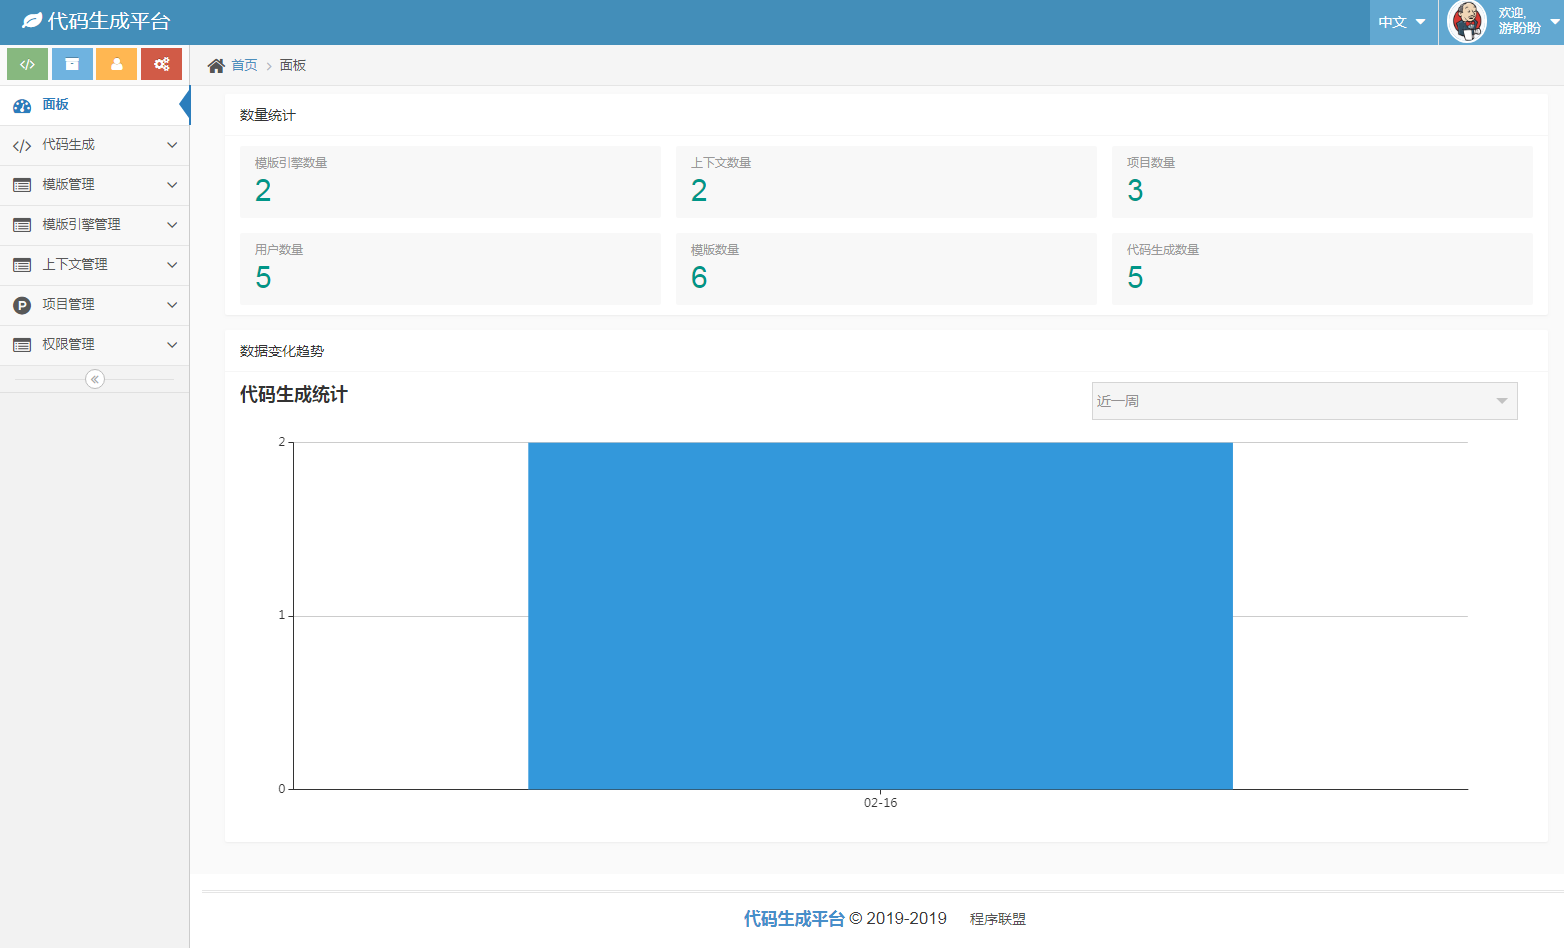 代码生成平台
中文
欢迎,
游盼盼
首页
面板
面板
代码生成
模版管理
模版引擎管理
上下文管理
项目管理
权限管理
数量统计
模版引擎数量
2
上下文数量
2
项目数量
3
用户数量
5
模版数量
6
代码生成数量
5
数据变化趋势
代码生成统计
近一周
2
1
0
02-16
代码生成平台 © 2019-2019 程序联盟